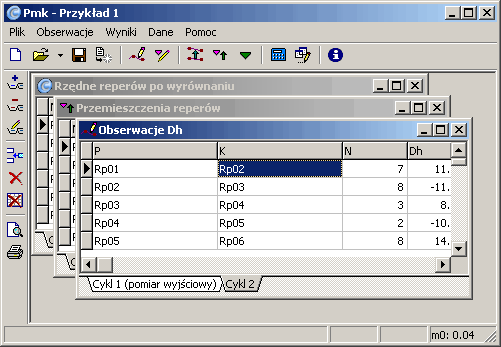 Pmk - Przykład 1
Plik Obserwacje Wyniki Dane Pomoc
Rzędne reperów po wyrównaniu
Przemieszczenia reperów
Obserwacje Dh
P K N Dh
Rp01 Rp02 7 11.
Rp02 Rp03 8 -11.
Rp03 Rp04 3 8.
Rp04 Rp05 2 -10.
Rp05 Rp06 8 14.
Cykl 1 (pomiar wyjściowy) Cykl 2
m0: 0.04